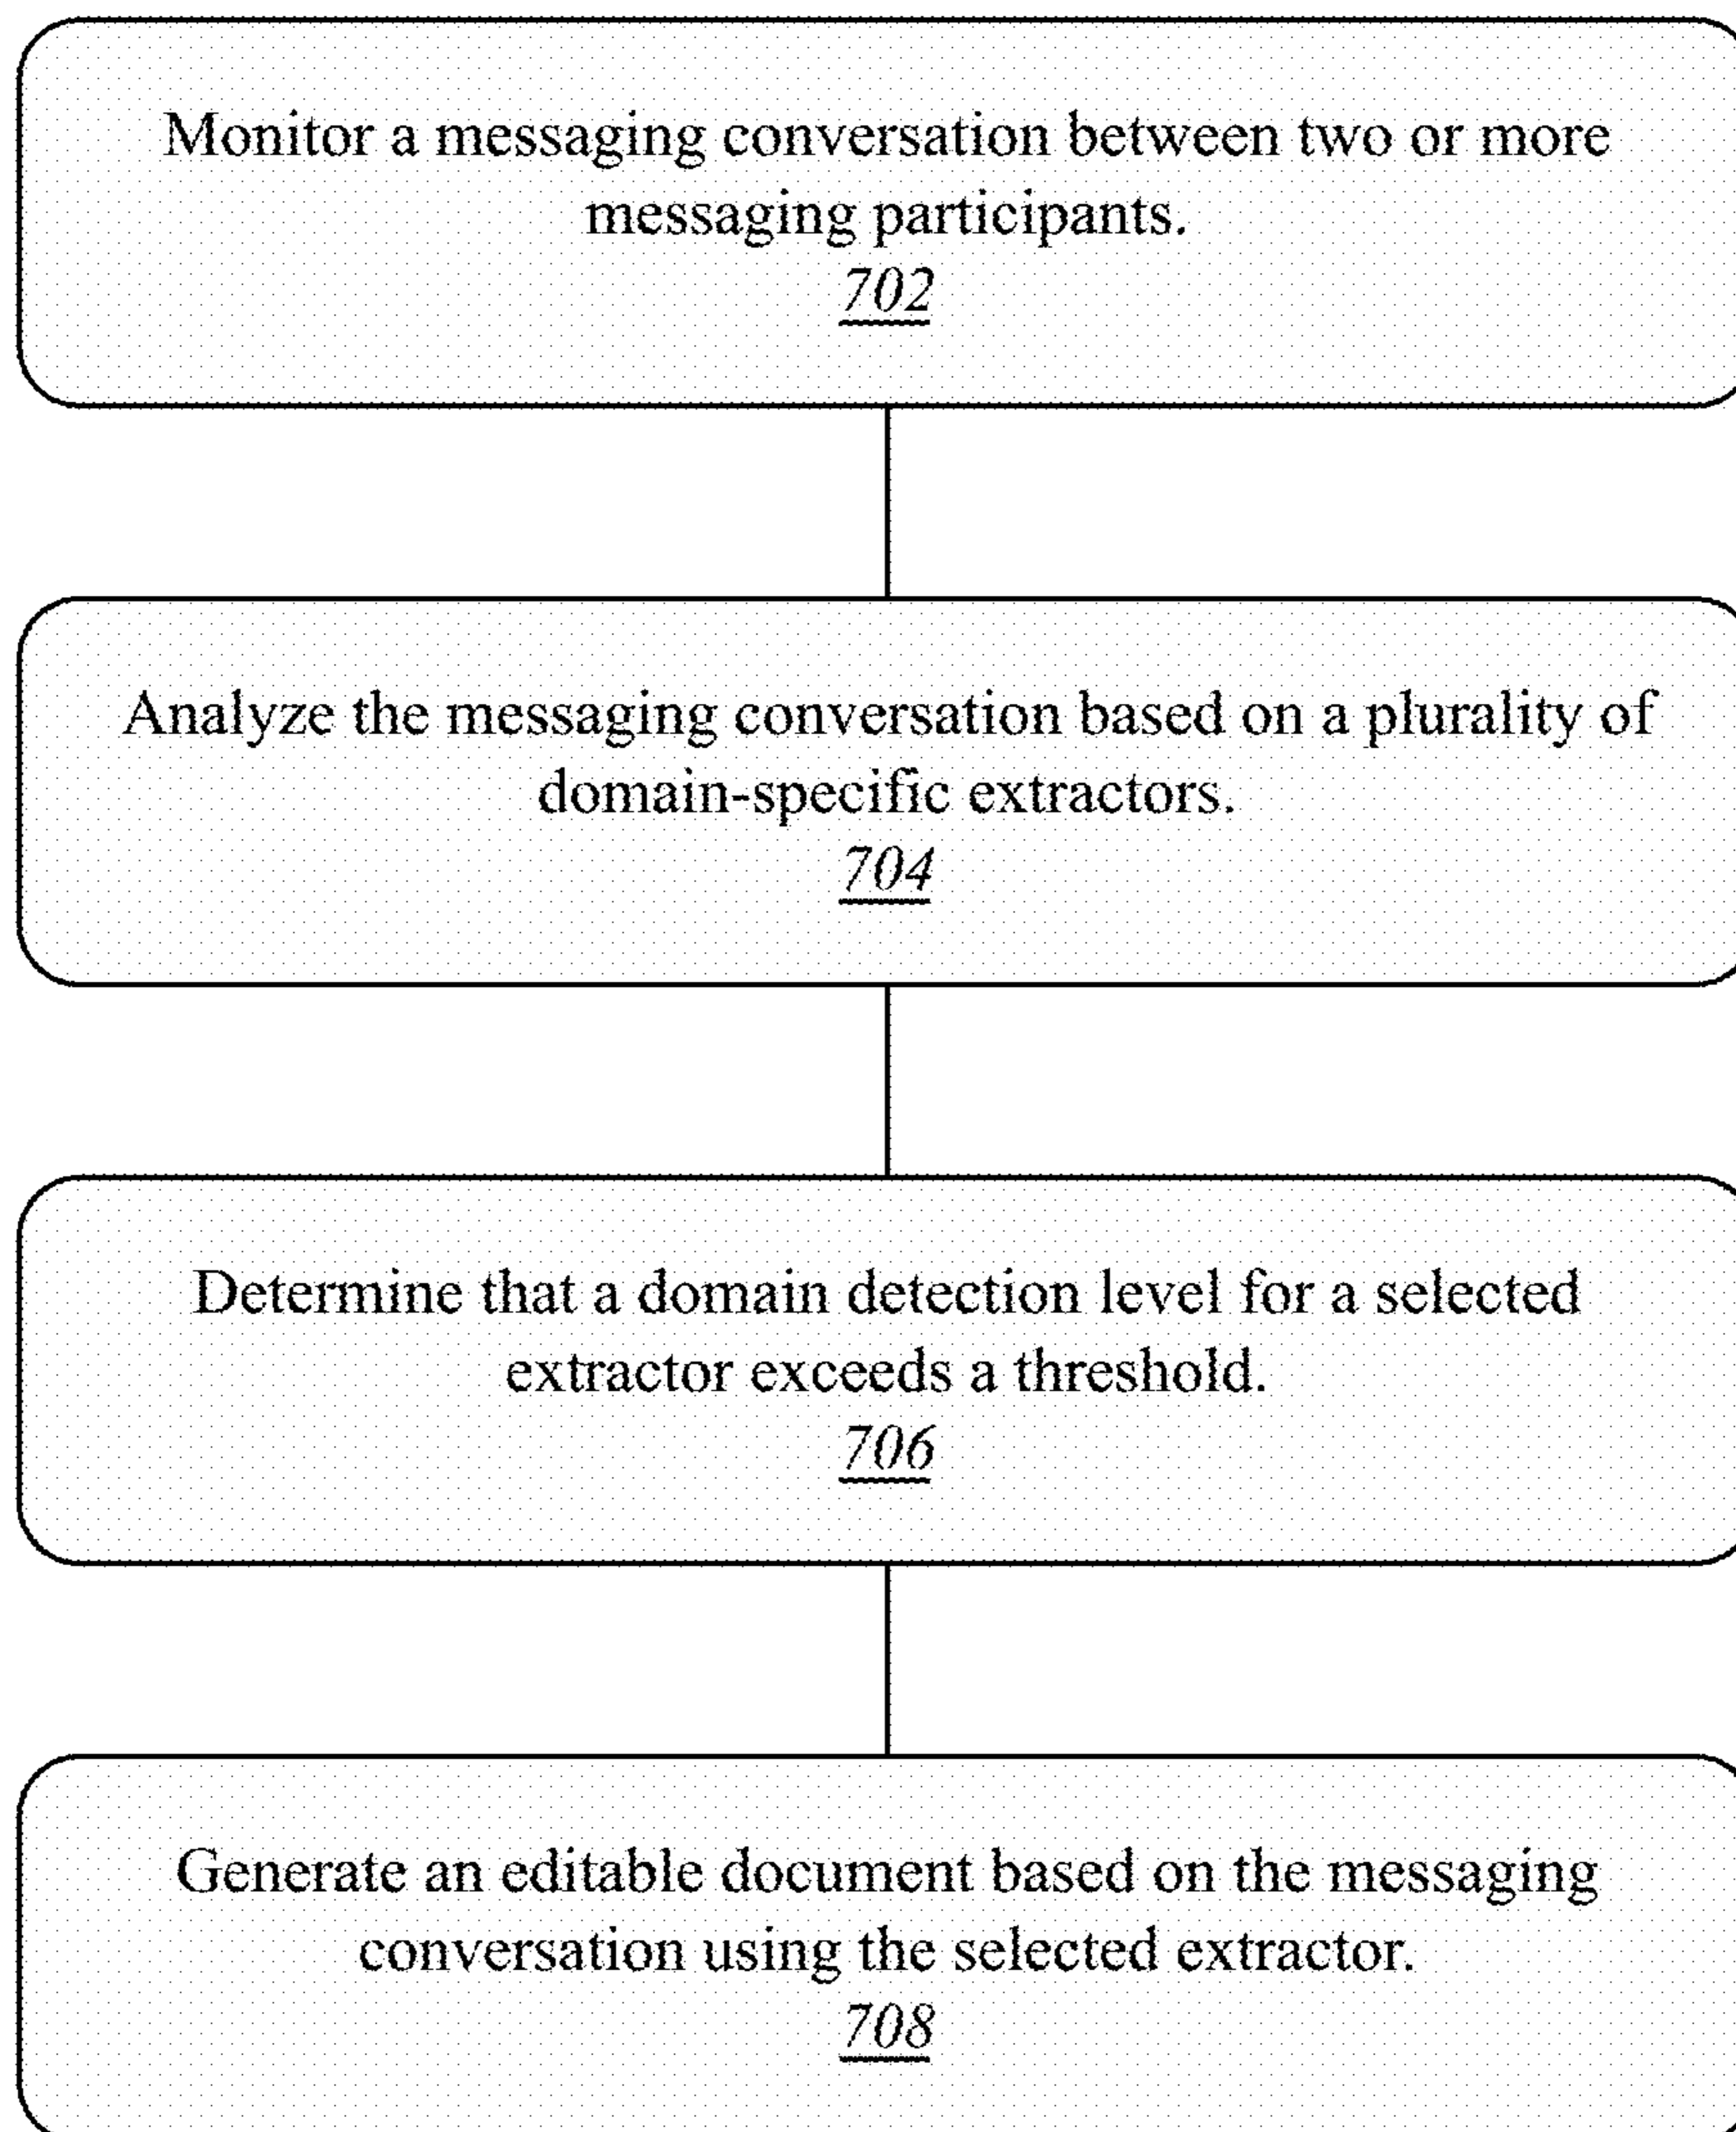 Monitor a messaging conversation between two or more
messaging participants.
702
Analyze the messaging conversation based on a plurality of
domain-specific extractors.
704
Determine that a domain detection level for a selected
extractor exceeds a threshold.
706
Generate an editable document based on the messaging
conversation using the selected extractor.
708